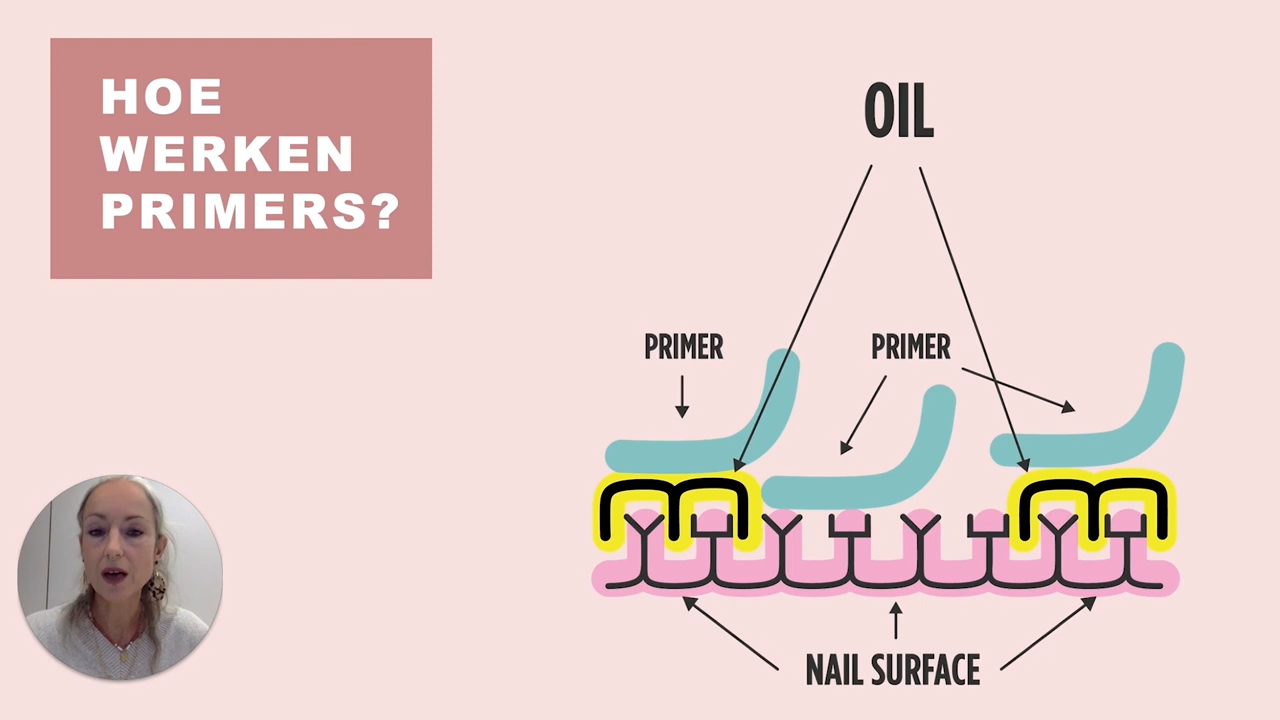 HOE
WERKEN
PRIMERS?
OIL
PRIMER
PRIMER
NAIL SURFACE